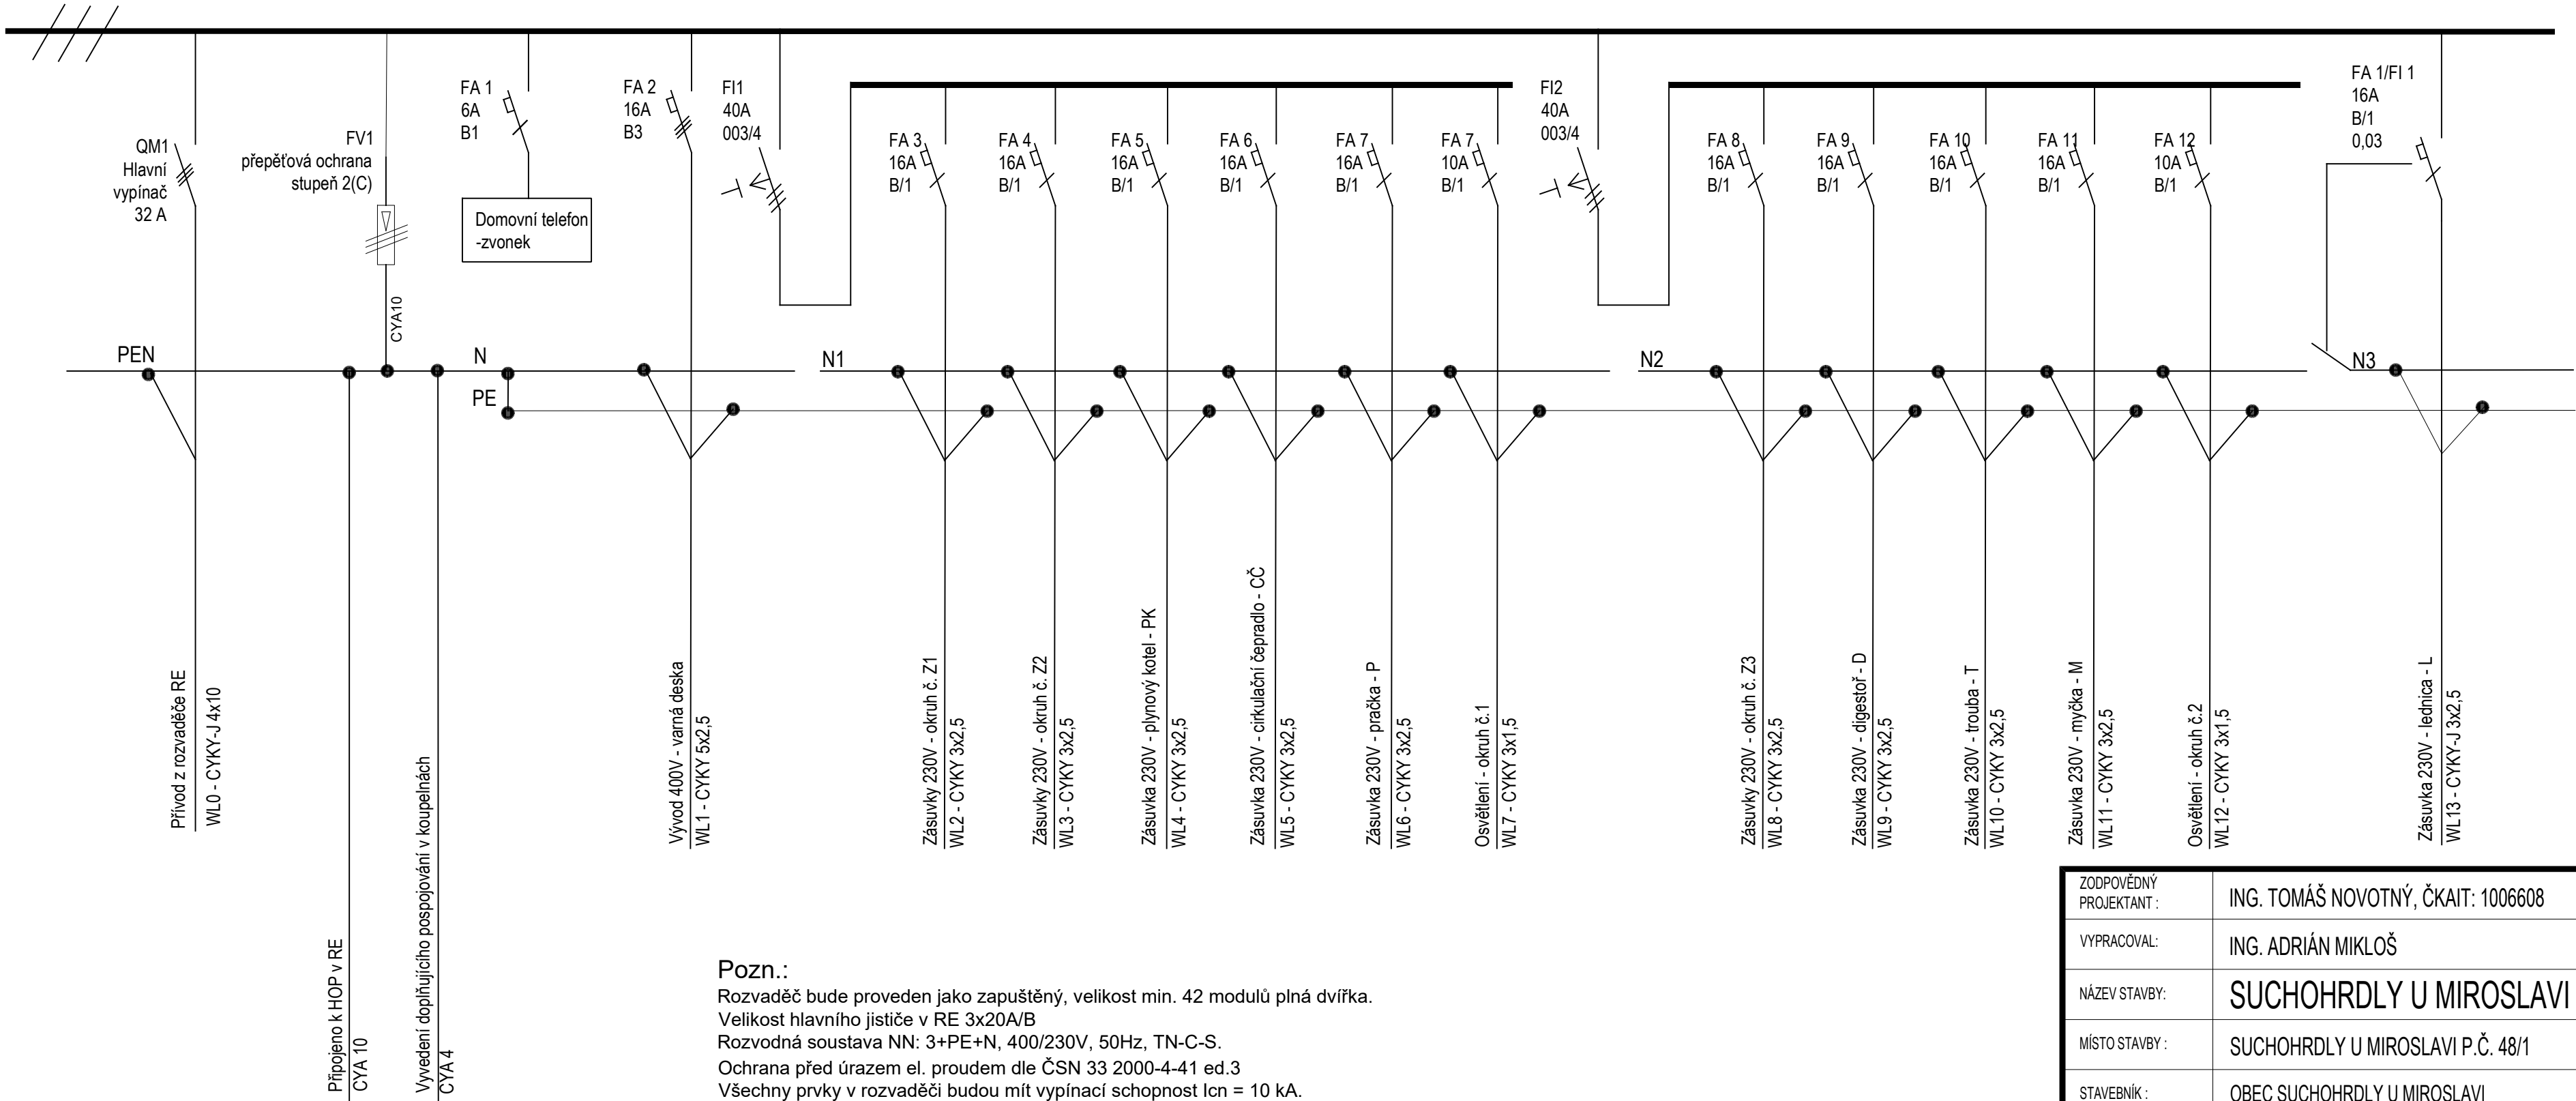 QM1
Hlavní
vypínač
32 A
FV1
přepěťová ochrana
stupeň 2(C)
CYA10
FA 1
6A
B1
Domovní telefon
-zvonek
FA 2
16A
B3
FI1
40A
003/4
FA 3
16A
B/1
FA 4
16A
B/1
FA 5
16A
B/1
FA 6
16A
B/1
FA 7
16A
B/1
FA 7
10A
B/1
FI2
40A
003/4
FA 8
16A
B/1
FA 9
16A
B/1
FA 10
16A
B/1
FA 11
16A
B/1
FA 12
10A
B/1
FA 1/FI 1
16A
B/1
0,03
PEN
N
PE
N1
N2
N3
Přívod z rozvaděče RE
WL0 - CYKY-J 4x10
Připojeno k HOP v RE
CYA 10
Vyvedení doplňujícího pospojování v koupelnách
CYA 4
Vývod 400V - varná deska
WL1 - CYKY 5x2,5
Zásuvky 230V - okruh č. Z1
WL2 - CYKY 3x2,5
Zásuvky 230V - okruh č. Z2
WL3 - CYKY 3x2,5
Zásuvka 230V - plynový kotel - PK
WL4 - CYKY 3x2,5
Zásuvka 230V - cirkulační čepradlo - CČ
WL5 - CYKY 3x2,5
Zásuvka 230V - pračka - P
WL6 - CYKY 3x2,5
Osvětlení - okruh č.1
WL7 - CYKY 3x1,5
Zásuvky 230V - okruh č. Z3
WL8 - CYKY 3x2,5
Zásuvka 230V - digestoř - D
WL9 - CYKY 3x2,5
Zásuvka 230V - trouba - T
WL10 - CYKY 3x2,5
Zásuvka 230V - myčka - M
WL11 - CYKY 3x2,5
Osvětlení - okruh č.2
WL12 - CYKY 3x1,5
Zásuvka 230V - lednica - L
WL13 - CYKY-J 3x2,5
Pozn.:
Rozvaděč bude proveden jako zapuštěný, velikost min. 42 modulů plná dvířka.
Velikost hlavního jističe v RE 3x20A/B
Rozvodná soustava NN: 3+PE+N, 400/230V, 50Hz, TN-C-S.
Ochrana před úrazem el. proudem dle ČSN 33 2000-4-41 ed.3
Všechny prvky v rozvaděči budou mít vypínací schopnost Icn = 10 kA.
ZODPOVĚDNÝ
PROJEKTANT :
ING. TOMÁŠ NOVOTNÝ, ČKAIT: 1006608
VYPRACOVAL:
ING. ADRIÁN MIKLOŠ
NÁZEV STAVBY:
SUCHOHRDLY U MIROSLAVI
MÍSTO STAVBY :
SUCHOHRDLY U MIROSLAVI P.Č. 48/1
STAVEBNÍK :
OBEC SUCHOHRDLY U MIROSLAVI